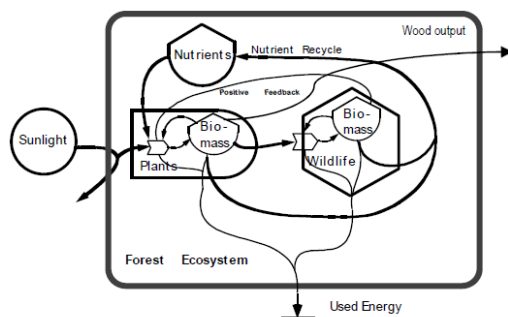 Wood output
Nutrients
Nutrient Recycle
Positive Feedback
Sunlight
Bio-
mass
Plants
Bio-
mass
Wildlife
Forest Ecosystem
Used Energy